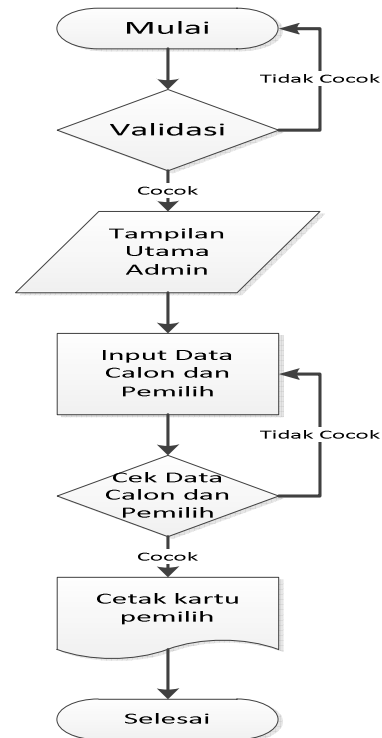 Mulai
Tidak Cocok
Validasi
Cocok
Tampilan
Utama
Admin
Input Data
Calon dan
Pemilih
Tidak Cocok
Cek Data
Calon dan
Pemilih
Cocok
Cetak kartu
pemilih
Selesai